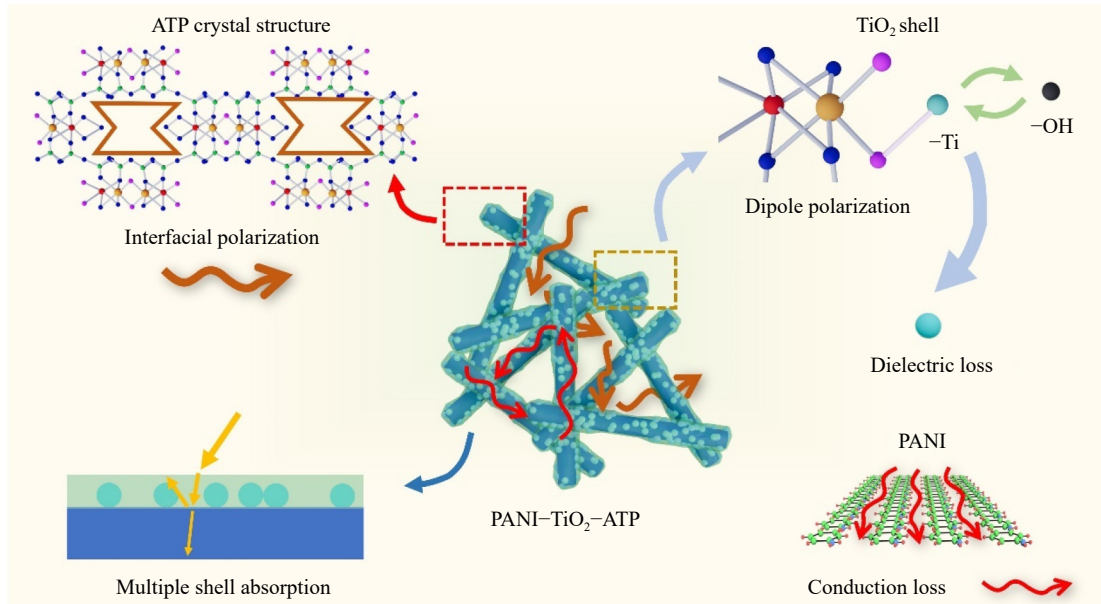 ATP crystal structure
TiO₂ shell
−Ti
−OH
Interfacial polarization
Dipole polarization
Dielectric loss
PANI
PANI−TiO₂−ATP
Multiple shell absorption
Conduction loss